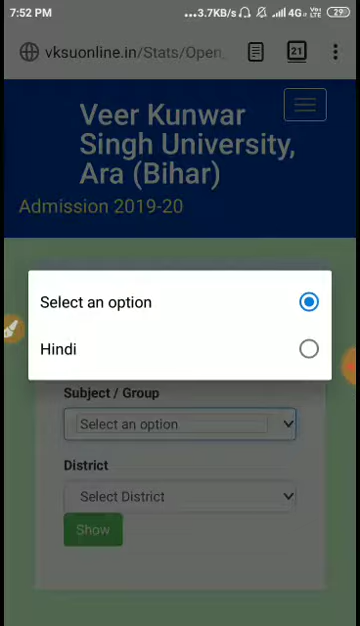 7:52 PM
...3.7KB/s
4G
29
vksuonline.in/Stats/Open
21
Veer Kunwar
Singh University,
Ara (Bihar)
Admission 2019-20
Select an option
Hindi
Subject / Group
Select an option
District
Select District
Show